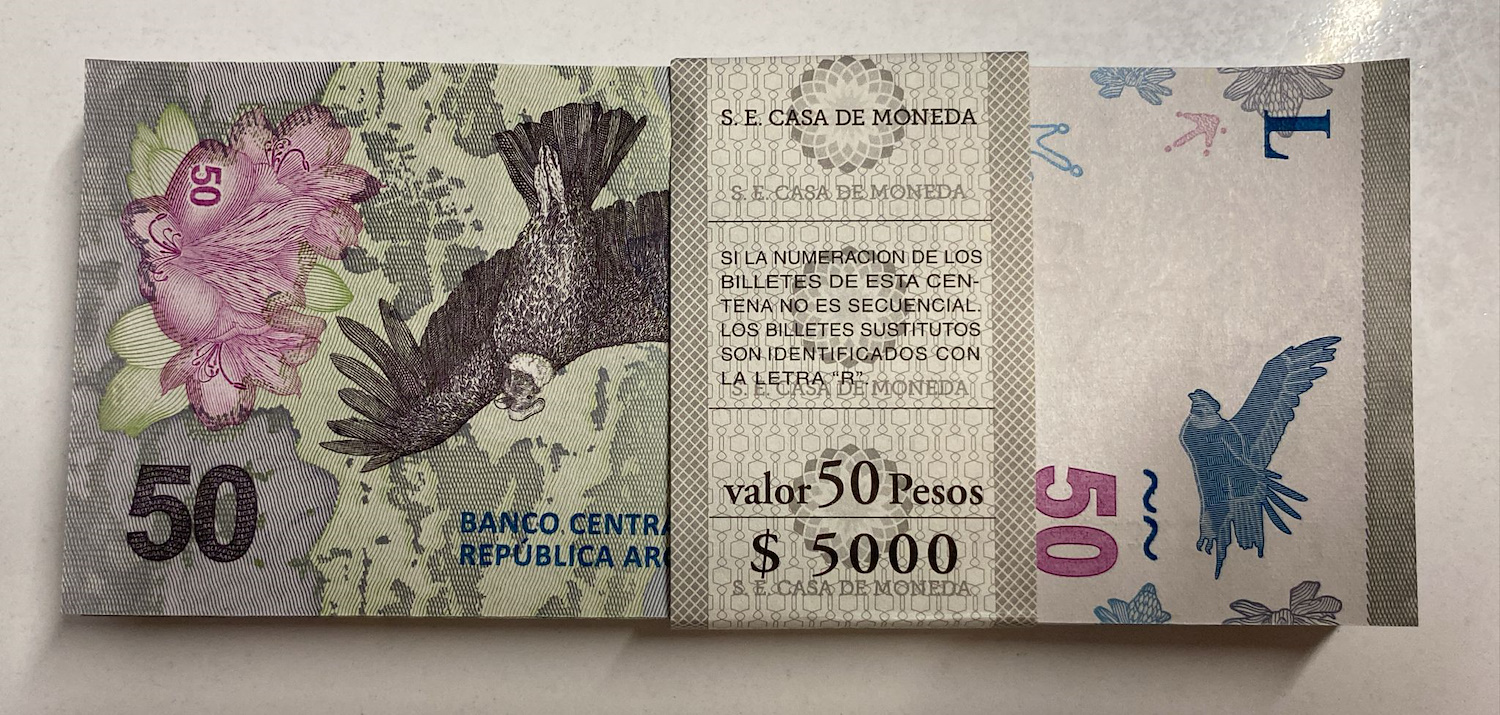 50
50
BANCO CENTRA
REPÚBLICA ARG
S. E. CASA DE MONEDA
S. E. CASA DE MONEDA
SI LA NUMERACION DE LOS
BILLETES DE ESTA CEN-
TENA NO ES SECUENCIAL.
LOS BILLETES SUSTITUTOS
SON IDENTIFICADOS CON
LA LETRA "R".
S. E. CASA DE MONEDA
valor 50 Pesos
$ 5000
S. E. CASA DE MONEDA
L
50